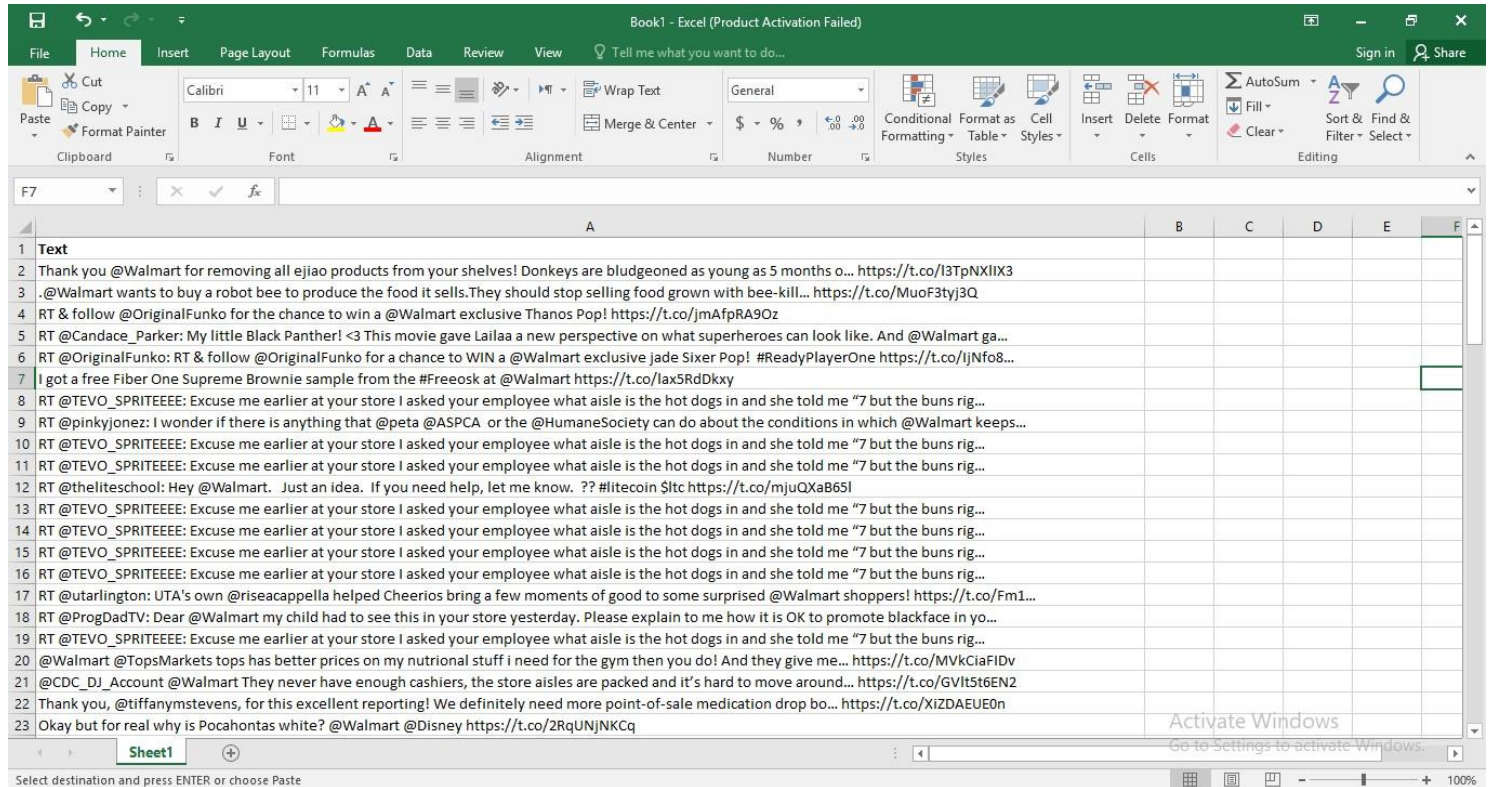 Book1 - Excel (Product Activation Failed)
File Home Insert Page Layout Formulas Data Review View Tell me what you want to do... Sign in Share
Cut
Copy
Format Painter
Paste
Calibri 11 A A
B I U A
Wrap Text
Merge & Center
General
$ % , .0 .00 .00 .0
Conditional Formatting
Format as Table
Cell Styles
Insert Delete Format
AutoSum
Fill
Clear
Sort & Filter
Find & Select
Clipboard Font Alignment Number Styles Cells Editing
F7 fx
A B C D E F
1 Text
2 Thank you @Walmart for removing all ejiao products from your shelves! Donkeys are bludgeoned as young as 5 months o... https://t.co/l3TpNXlIX3
3 .@Walmart wants to buy a robot bee to produce the food it sells.They should stop selling food grown with bee-kill... https://t.co/MuoF3tyj3Q
4 RT & follow @OriginalFunko for the chance to win a @Walmart exclusive Thanos Pop! https://t.co/jmAfpRA9Oz
5 RT @Candace_Parker: My little Black Panther! <3 This movie gave Lailaa a new perspective on what superheroes can look like. And @Walmart ga...
6 RT @OriginalFunko: RT & follow @OriginalFunko for a chance to WIN a @Walmart exclusive jade Sixer Pop! #ReadyPlayerOne https://t.co/IjNfo8...
7 I got a free Fiber One Supreme Brownie sample from the #Freeosk at @Walmart https://t.co/lax5RdDkxy
8 RT @TEVO_SPRITEEEE: Excuse me earlier at your store I asked your employee what aisle is the hot dogs in and she told me “7 but the buns rig...
9 RT @pinkyjonez: I wonder if there is anything that @peta @ASPCA or the @HumaneSociety can do about the conditions in which @Walmart keeps...
10 RT @TEVO_SPRITEEEE: Excuse me earlier at your store I asked your employee what aisle is the hot dogs in and she told me “7 but the buns rig...
11 RT @TEVO_SPRITEEEE: Excuse me earlier at your store I asked your employee what aisle is the hot dogs in and she told me “7 but the buns rig...
12 RT @theliteschool: Hey @Walmart. Just an idea. If you need help, let me know. ?? #litecoin $ltc https://t.co/mjuQXaB65l
13 RT @TEVO_SPRITEEEE: Excuse me earlier at your store I asked your employee what aisle is the hot dogs in and she told me “7 but the buns rig...
14 RT @TEVO_SPRITEEEE: Excuse me earlier at your store I asked your employee what aisle is the hot dogs in and she told me “7 but the buns rig...
15 RT @TEVO_SPRITEEEE: Excuse me earlier at your store I asked your employee what aisle is the hot dogs in and she told me “7 but the buns rig...
16 RT @TEVO_SPRITEEEE: Excuse me earlier at your store I asked your employee what aisle is the hot dogs in and she told me “7 but the buns rig...
17 RT @utarlington: UTA's own @riseacappella helped Cheerios bring a few moments of good to some surprised @Walmart shoppers! https://t.co/Fm1...
18 RT @ProgDadTV: Dear @Walmart my child had to see this in your store yesterday. Please explain to me how it is OK to promote blackface in yo...
19 RT @TEVO_SPRITEEEE: Excuse me earlier at your store I asked your employee what aisle is the hot dogs in and she told me “7 but the buns rig...
20 @Walmart @TopsMarkets tops has better prices on my nutrional stuff i need for the gym then you do! And they give me... https://t.co/MVkCiaFIDv
21 @CDC_DJ_Account @Walmart They never have enough cashiers, the store aisles are packed and it’s hard to move around... https://t.co/GVlt5t6EN2
22 Thank you, @tiffanymstevens, for this excellent reporting! We definitely need more point-of-sale medication drop bo... https://t.co/XiZDAEUE0n
23 Okay but for real why is Pocahontas white? @Walmart @Disney https://t.co/2RqUNjNKCq
Activate Windows
Go to Settings to activate Windows.
Sheet1
Select destination and press ENTER or choose Paste 100%